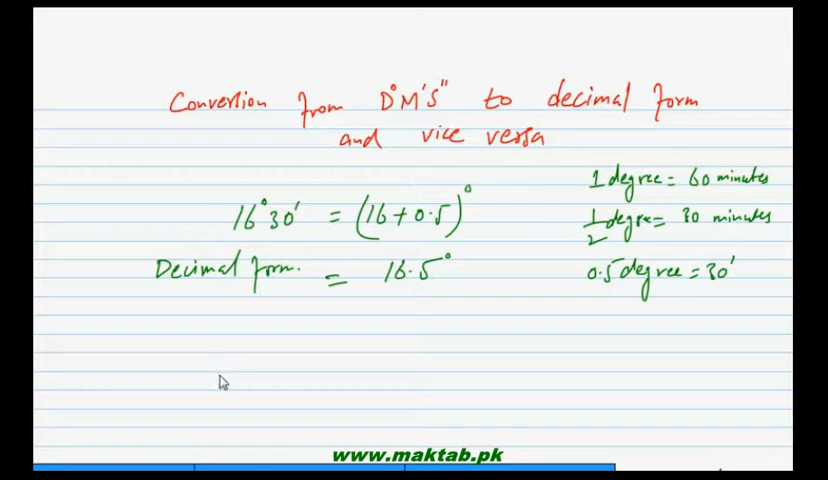 Convertion from D°M'S" to decimal form
and vice versa
1 degree = 60 minutes
16°30' = (16 + 0.5)°
1/2 degree = 30 minutes
Decimal form. = 16.5°
0.5 degree = 30'
www.maktab.pk